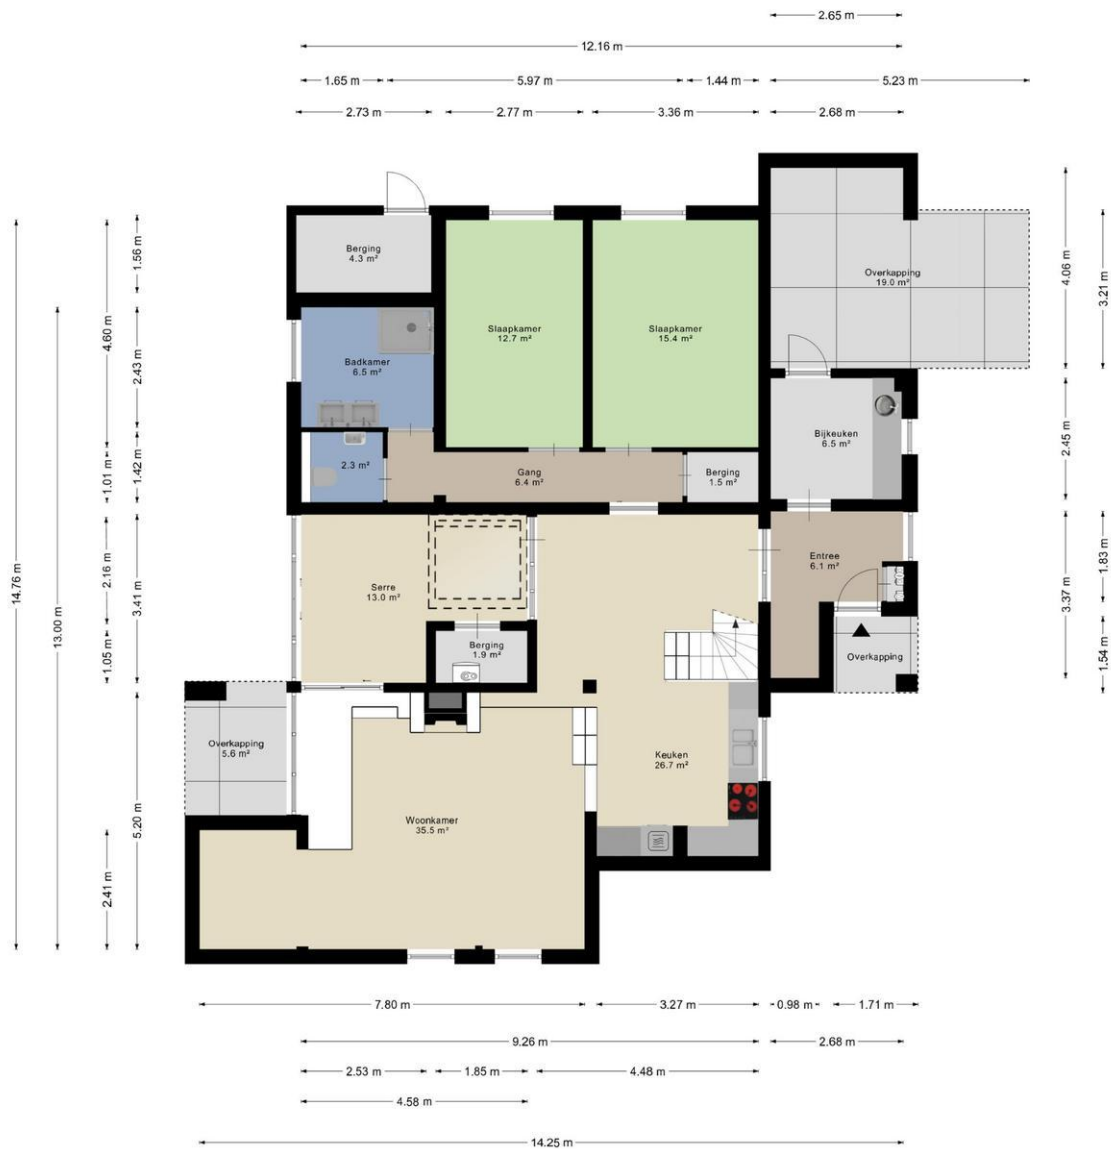 2.65 m
12.16 m
1.65 m 5.97 m 1.44 m 5.23 m
2.73 m 2.77 m 3.36 m 2.68 m
14.76 m
13.00 m
4.60 m
1.01 m
2.41 m
2.16 m
1.05 m
1.56 m
2.43 m
1.42 m
3.41 m
5.20 m
Berging
4.3 m²
Slaapkamer
12.7 m²
Slaapkamer
15.4 m²
Overkapping
19.0 m²
Badkamer
6.5 m²
Bijkeuken
6.5 m²
2.3 m²
Gang
6.4 m²
Berging
1.5 m²
Serre
13.0 m²
Entree
6.1 m²
Berging
1.9 m²
Overkapping
Overkapping
5.6 m²
Keuken
26.7 m²
Woonkamer
35.5 m²
4.06 m
2.45 m
3.37 m
3.21 m
1.83 m
1.54 m
7.80 m 3.27 m 0.98 m 1.71 m
9.26 m 2.68 m
2.53 m 1.85 m 4.48 m
4.58 m
14.25 m